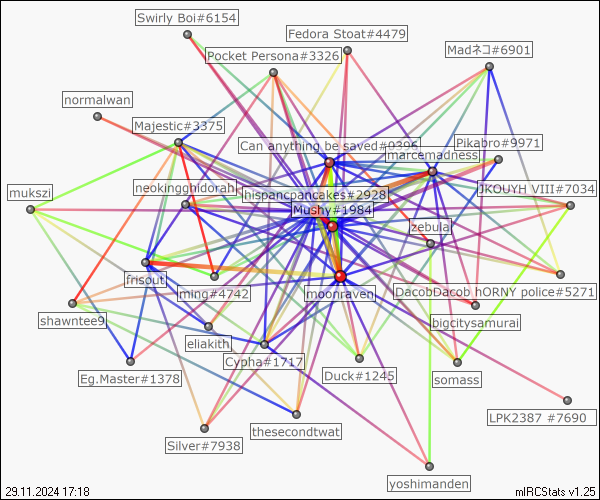 Swirly Boi#6154
Fedora Stoat#4479
Pocket Persona#3326
Madネコ#6901
normalwan
Majestic#3375
Can anything be saved#9396
Pikabro#9971
marcemadness
neokingghidorah
JKOUYH VIII#7034
mukszi
hispancpancakes#2928
Mushy#1984
zebula
frisout
ming#4742
moonraven
DacobDacob hORNY police#5271
shawntee9
bigcitysamurai
eliakith
Cypha#1717
Eg.Master#1378
Duck#1245
somass
LPK2387 #7690
thesecondtwat
Silver#7938
yoshimanden
29.11.2024 17:18
mIRCStats v1.25